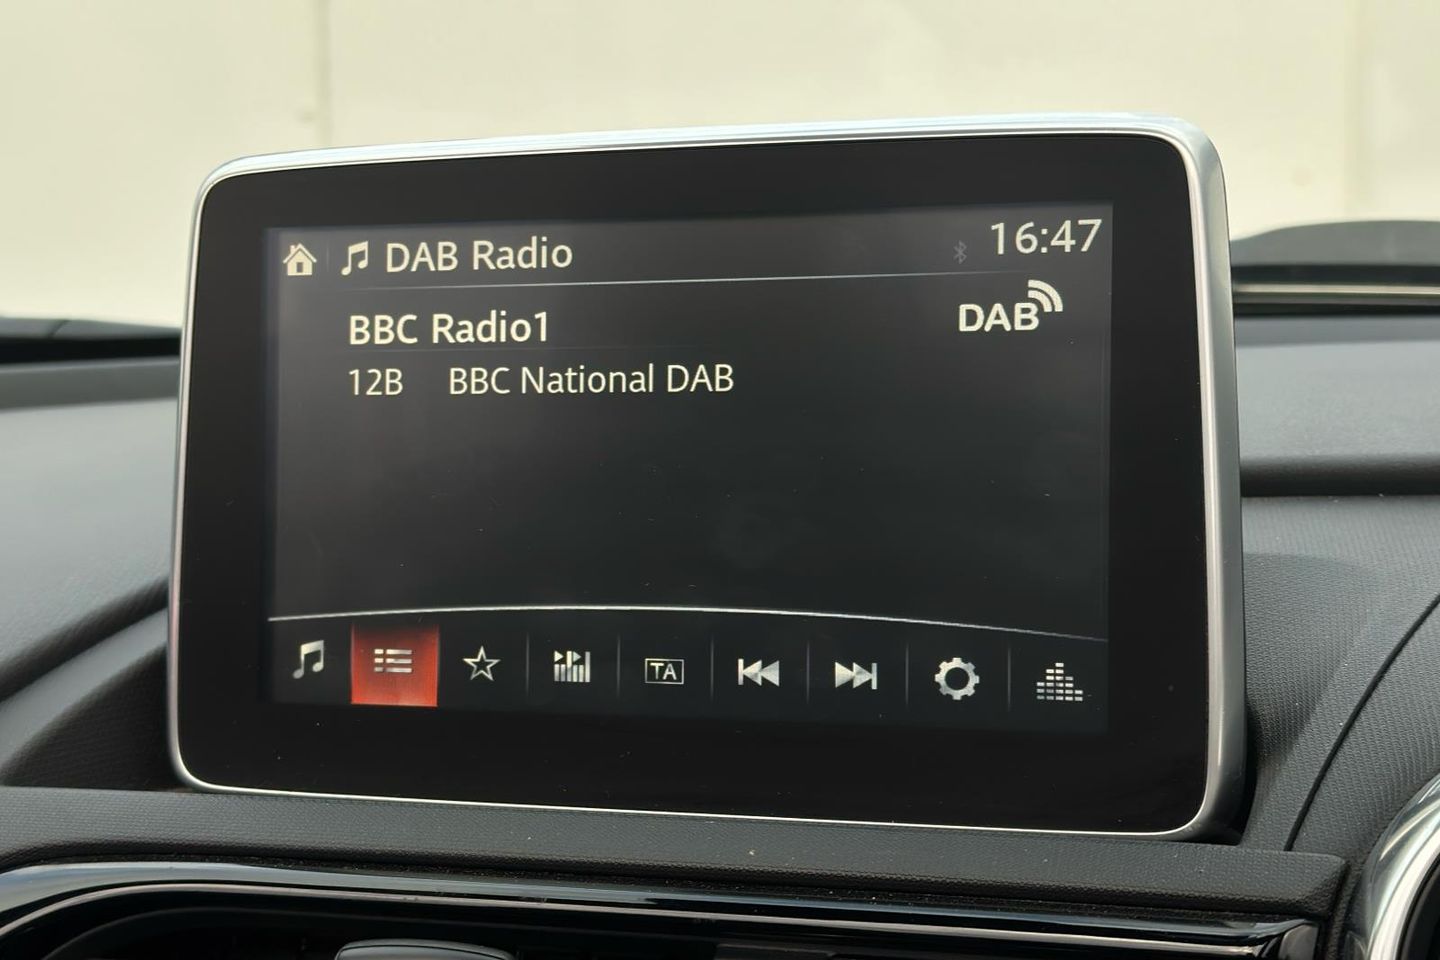 DAB Radio 16:47
BBC Radio1 DAB
12B BBC National DAB
TA